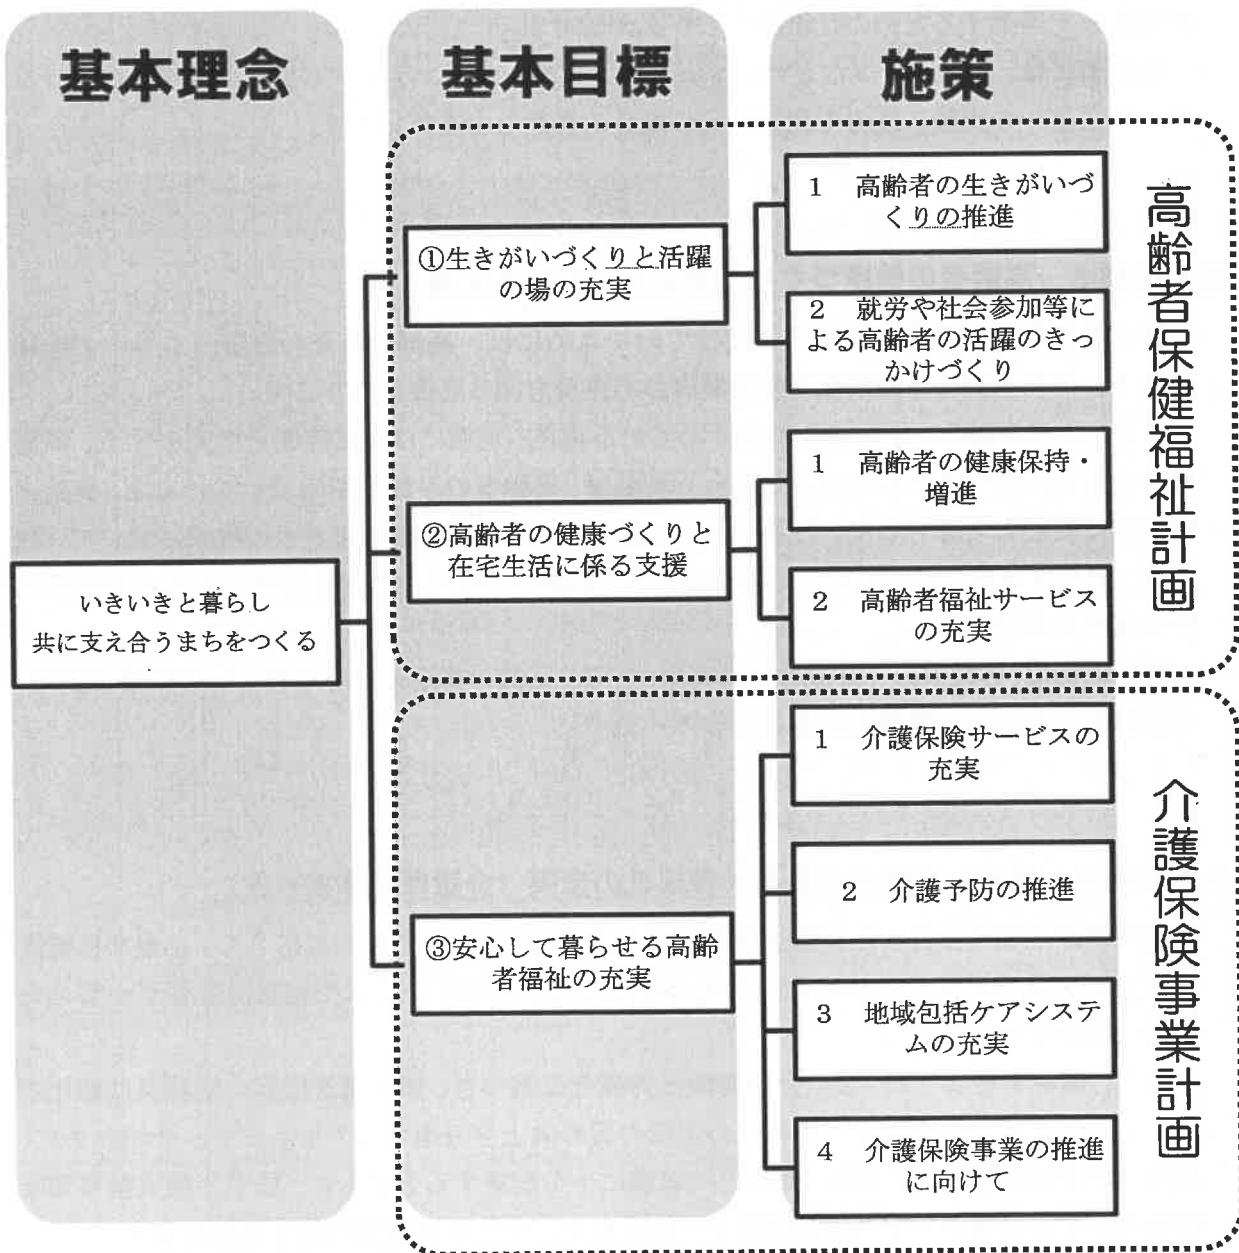 基本理念
基本目標
施策
いきいきと暮らし
共に支え合うまちをつくる
①生きがいづくりと活躍
の場の充実
1 高齢者の生きがいづ
くりの推進
2 就労や社会参加等に
よる高齢者の活躍のきっ
かけづくり
②高齢者の健康づくりと
在宅生活に係る支援
1 高齢者の健康保持・
増進
2 高齢者福祉サービス
の充実
高齢者保健福祉計画
③安心して暮らせる高齢
者福祉の充実
1 介護保険サービスの
充実
2 介護予防の推進
3 地域包括ケアシステ
ムの充実
4 介護保険事業の推進
に向けて
介護保険事業計画